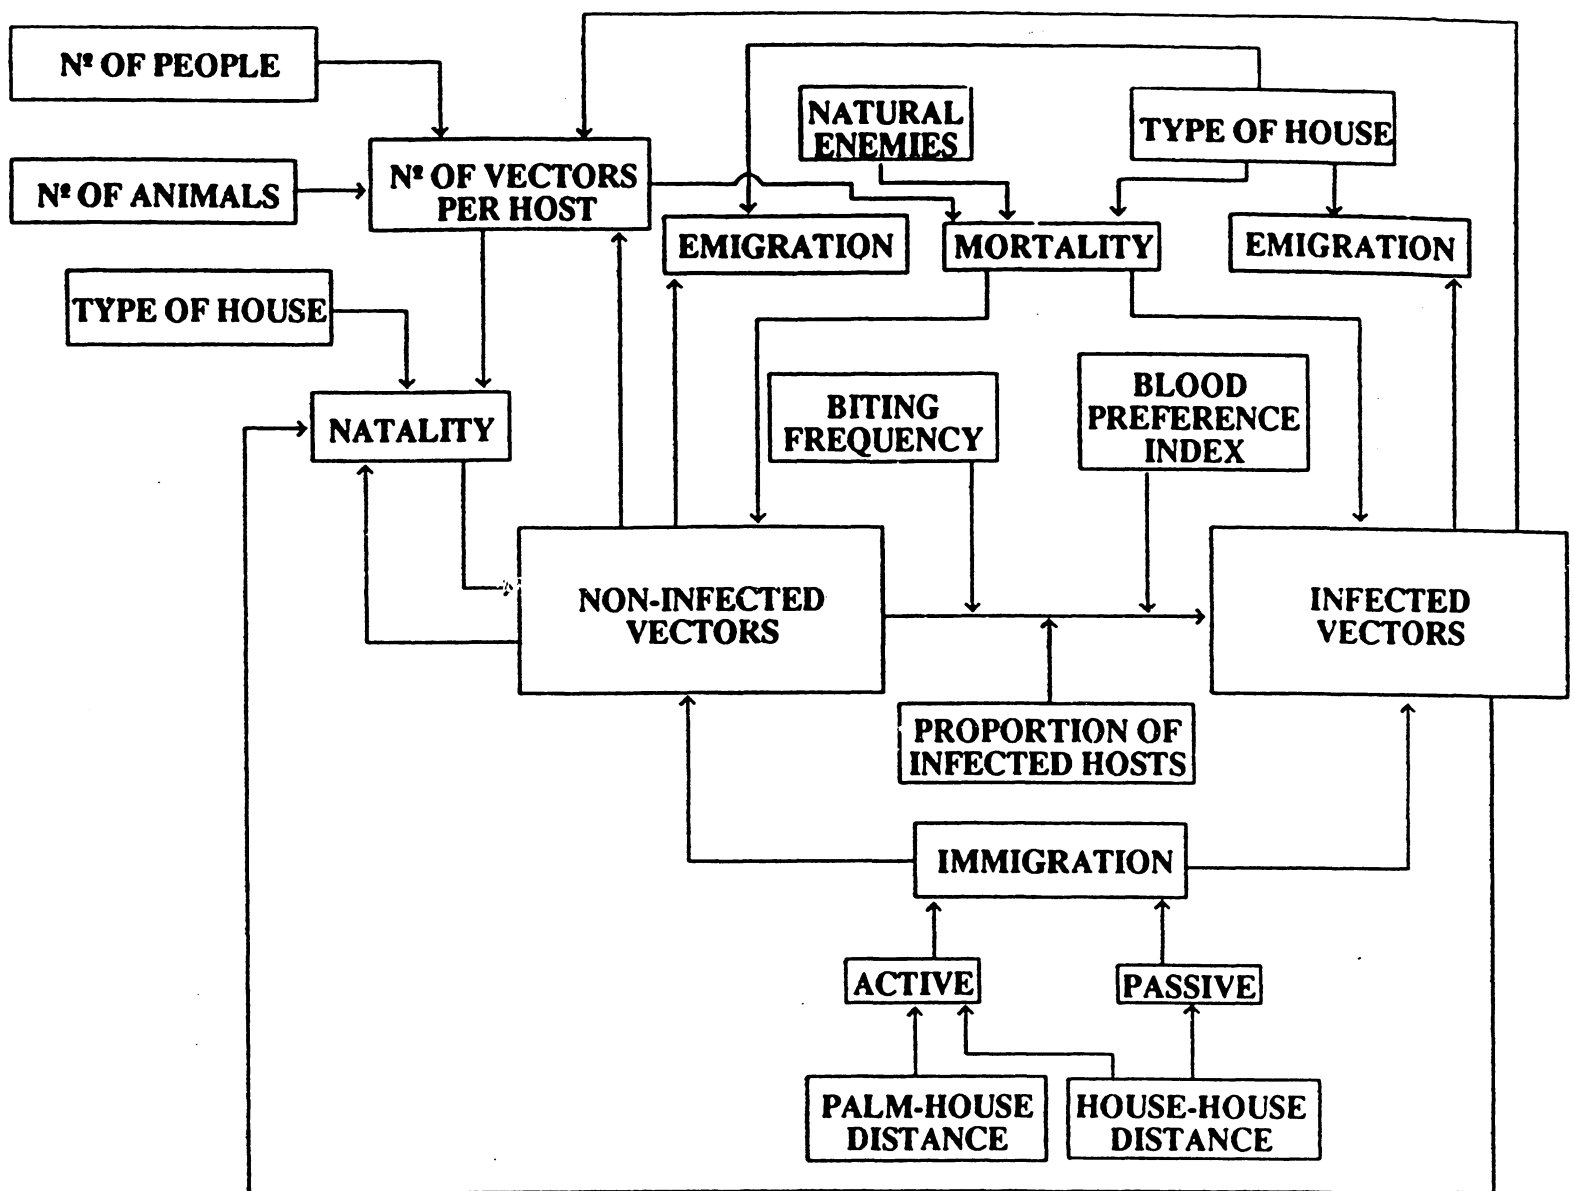 Nº OF PEOPLE
NATURAL
ENEMIES
TYPE OF HOUSE
Nº OF ANIMALS
Nº OF VECTORS
PER HOST
EMIGRATION
MORTALITY
EMIGRATION
TYPE OF HOUSE
NATALITY
BITING
FREQUENCY
BLOOD
PREFERENCE
INDEX
NON-INFECTED
VECTORS
INFECTED
VECTORS
PROPORTION OF
INFECTED HOSTS
IMMIGRATION
ACTIVE
PASSIVE
PALM-HOUSE
DISTANCE
HOUSE-HOUSE
DISTANCE